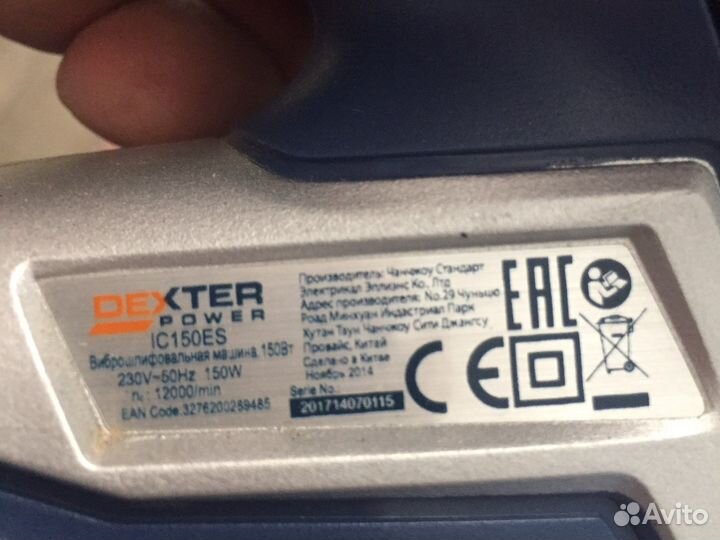 DEXTER
POWER
IC150ES
Виброшлифовальная машина, 150Вт
230V~50Hz 150W
n₀: 12000/min
EAN Code.:3276200289485
Производитель: Чанчжоу Стандарт
Электрикал Эплиэнс Ко., Лтд
Адрес производителя: No.29 Чуньцю
Роад Минхуан Индастриал Парк
Хутан Таун Чанчжоу Сити Джангсу
Провайс, Китай
Сделано в Китае
Ноябрь 2014
Serie No.:
201714070115
EAC
CE
Avito